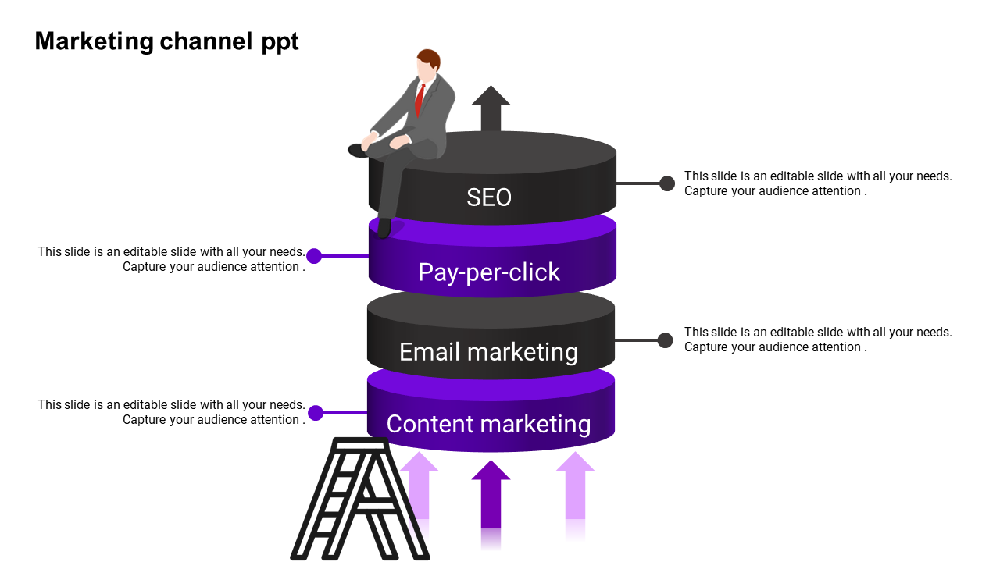 Marketing channel ppt
SEO
This slide is an editable slide with all your needs.
Capture your audience attention .
Pay-per-click
This slide is an editable slide with all your needs.
Capture your audience attention .
Email marketing
This slide is an editable slide with all your needs.
Capture your audience attention .
Content marketing
This slide is an editable slide with all your needs.
Capture your audience attention .